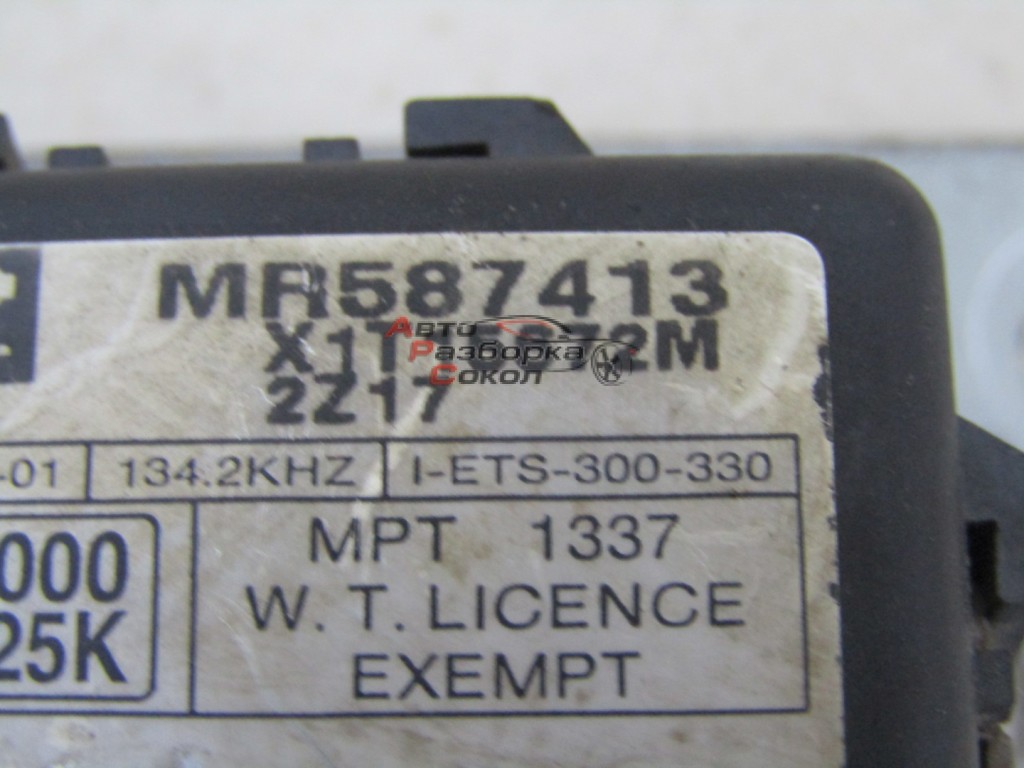 MR587413
2Z17
-01 134.2KHZ I-ETS-300-330
000 MPT 1337
25K W. T. LICENCE
EXEMPT
Авто
Разборка
Сокол